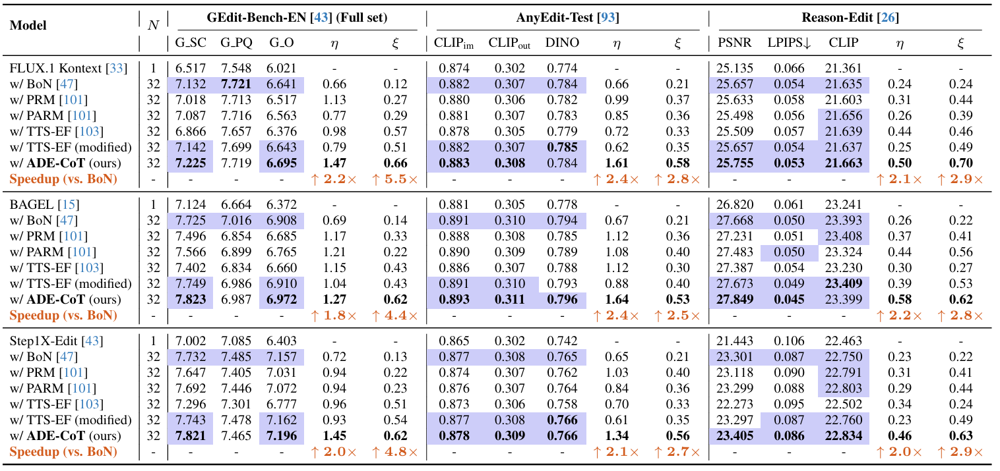 Model N GEdit-Bench-EN [43] (Full set) AnyEdit-Test [93] Reason-Edit [26]
G_SC G_PQ G_O η ξ CLIPim CLIPout DINO η ξ PSNR LPIPS↓ CLIP η ξ
FLUX.1 Kontext [33] 1 6.517 7.548 6.021 - - 0.874 0.302 0.774 - - 25.135 0.066 21.361 - -
w/ BoN [47] 32 7.132 7.721 6.641 0.66 0.12 0.882 0.307 0.784 0.66 0.21 25.657 0.054 21.635 0.24 0.24
w/ PRM [101] 32 7.018 7.713 6.517 1.13 0.27 0.880 0.306 0.782 0.99 0.37 25.633 0.058 21.603 0.31 0.44
w/ PARM [101] 32 7.087 7.716 6.563 0.77 0.29 0.881 0.307 0.783 0.85 0.36 25.498 0.056 21.656 0.26 0.39
w/ TTS-EF [103] 32 6.866 7.657 6.376 0.98 0.57 0.878 0.305 0.779 0.72 0.33 25.509 0.057 21.639 0.44 0.46
w/ TTS-EF (modified) 32 7.142 7.699 6.643 0.79 0.51 0.882 0.307 0.785 0.62 0.35 25.657 0.054 21.637 0.25 0.49
w/ ADE-CoT (ours) 32 7.225 7.719 6.695 1.47 0.66 0.883 0.308 0.784 1.61 0.58 25.755 0.053 21.663 0.50 0.70
Speedup (vs. BoN) - - - - ↑ 2.2× ↑ 5.5× - - - ↑ 2.4× ↑ 2.8× - - - ↑ 2.1× ↑ 2.9×
BAGEL [15] 1 7.124 6.664 6.372 - - 0.881 0.305 0.778 - - 26.820 0.061 23.241 - -
w/ BoN [47] 32 7.725 7.016 6.908 0.69 0.14 0.891 0.310 0.794 0.67 0.21 27.668 0.050 23.393 0.26 0.22
w/ PRM [101] 32 7.496 6.854 6.685 1.17 0.33 0.888 0.308 0.785 1.12 0.36 27.231 0.051 23.408 0.37 0.41
w/ PARM [101] 32 7.566 6.899 6.765 1.21 0.22 0.890 0.309 0.789 1.08 0.40 27.483 0.050 23.324 0.44 0.56
w/ TTS-EF [103] 32 7.402 6.834 6.660 1.15 0.43 0.886 0.307 0.788 1.12 0.30 27.387 0.054 23.230 0.30 0.27
w/ TTS-EF (modified) 32 7.749 6.986 6.910 1.04 0.43 0.891 0.310 0.793 0.88 0.40 27.673 0.049 23.409 0.39 0.53
w/ ADE-CoT (ours) 32 7.823 6.987 6.972 1.27 0.62 0.893 0.311 0.796 1.64 0.53 27.849 0.045 23.399 0.58 0.62
Speedup (vs. BoN) - - - - ↑ 1.8× ↑ 4.4× - - - ↑ 2.4× ↑ 2.5× - - - ↑ 2.2× ↑ 2.8×
Step1X-Edit [43] 1 7.002 7.085 6.403 - - 0.865 0.302 0.742 - - 21.443 0.106 22.463 - -
w/ BoN [47] 32 7.732 7.485 7.157 0.72 0.13 0.877 0.308 0.765 0.65 0.21 23.301 0.087 22.750 0.23 0.22
w/ PRM [101] 32 7.647 7.405 7.031 0.94 0.22 0.874 0.307 0.762 1.03 0.40 23.118 0.090 22.791 0.31 0.41
w/ PARM [101] 32 7.692 7.446 7.072 0.94 0.23 0.876 0.307 0.764 0.84 0.36 23.299 0.088 22.803 0.29 0.44
w/ TTS-EF [103] 32 7.296 7.301 6.777 0.96 0.51 0.873 0.306 0.758 0.70 0.33 22.273 0.095 22.502 0.34 0.24
w/ TTS-EF (modified) 32 7.743 7.478 7.162 0.93 0.54 0.877 0.308 0.766 0.61 0.35 23.297 0.087 22.760 0.23 0.49
w/ ADE-CoT (ours) 32 7.821 7.465 7.196 1.45 0.62 0.878 0.309 0.766 1.34 0.56 23.405 0.086 22.834 0.46 0.63
Speedup (vs. BoN) - - - - ↑ 2.0× ↑ 4.8× - - - ↑ 2.1× ↑ 2.7× - - - ↑ 2.0× ↑ 2.9×